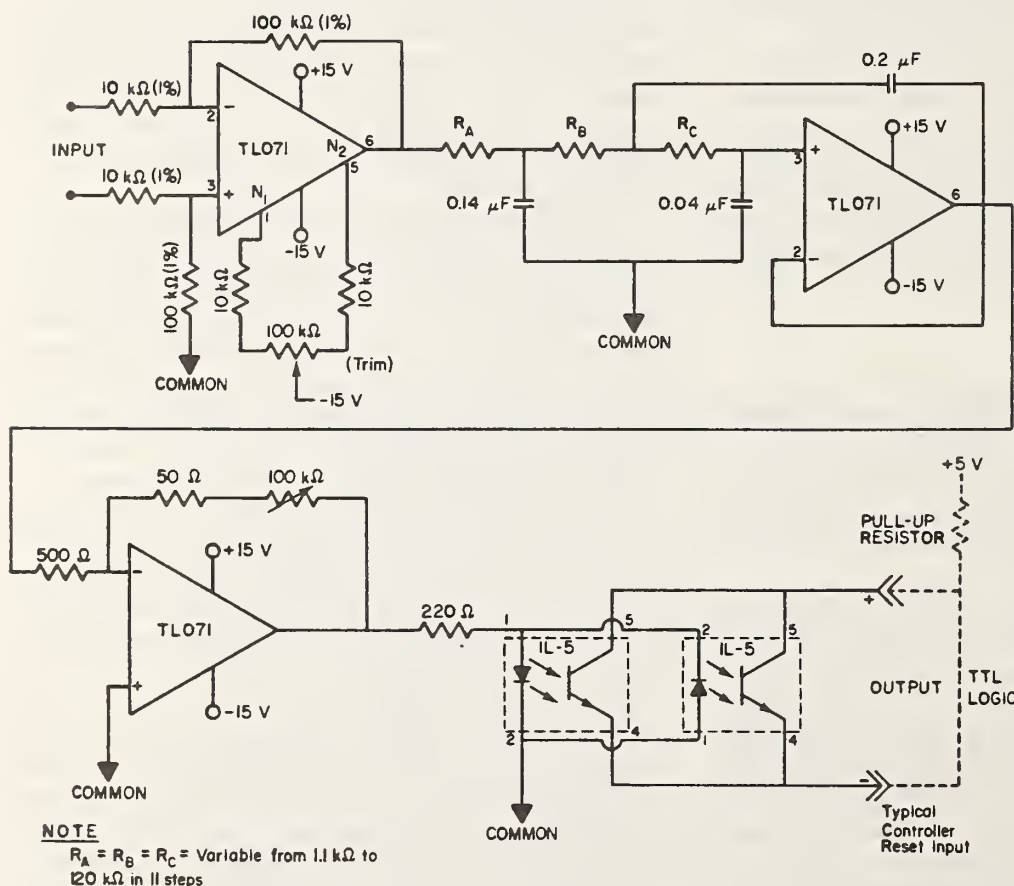 100 kΩ (1%)
+15 V
0.2 μF
10 kΩ (1%)
2
−
TL071
N2
6
5
RA
RB
RC
+15 V
INPUT
3
+
TL071
6
10 kΩ (1%)
3
+
N1
1
−15 V
0.14 μF
0.04 μF
2
−
−15 V
100 kΩ (1%)
10 kΩ
100 kΩ
10 kΩ
(Trim)
COMMON
−15 V
COMMON
50 Ω
100 kΩ
+5 V
PULL-UP
RESISTOR
500 Ω
−
+15 V
TL071
220 Ω
1
5
2
5
+
IL-5
IL-5
OUTPUT
TTL
LOGIC
+
−15 V
2
4
1
4
−
COMMON
COMMON
Typical
Controller
Reset Input
NOTE
RA = RB = RC = Variable from 1.1 kΩ to
120 kΩ in 11 steps